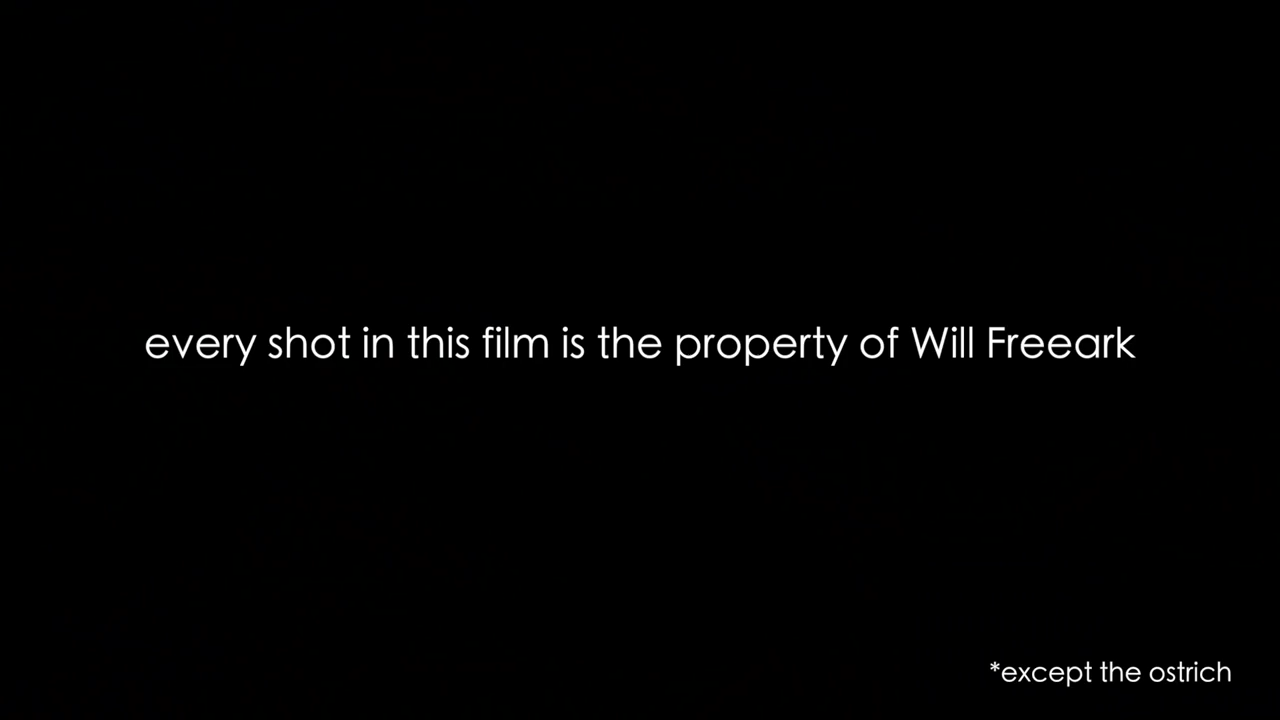 every shot in this film is the property of Will Freeark
*except the ostrich